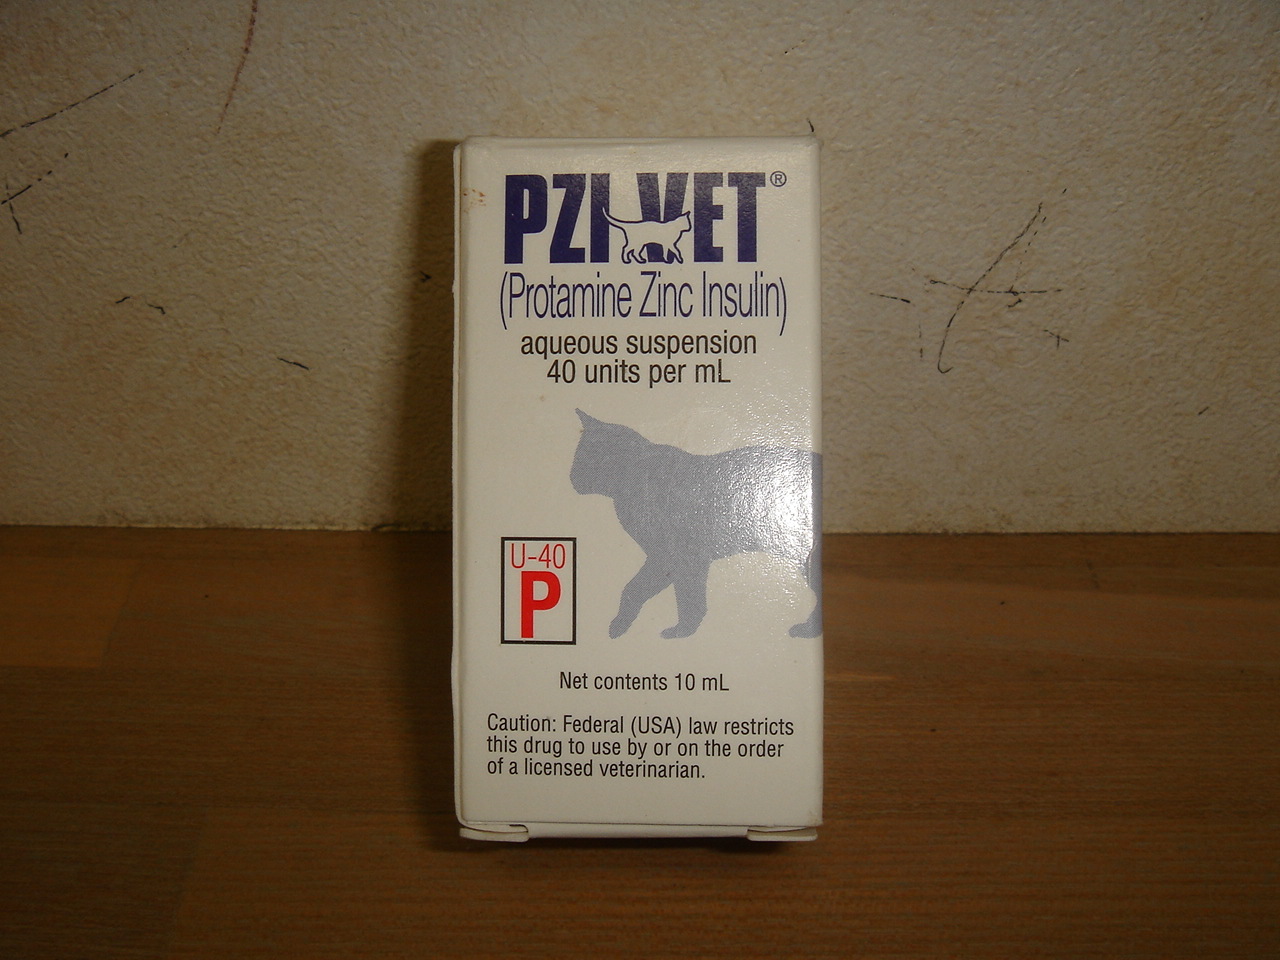 PZI VET®
(Protamine Zinc Insulin)
aqueous suspension
40 units per mL
U-40
P
Net contents 10 mL
Caution: Federal (USA) law restricts
this drug to use by or on the order
of a licensed veterinarian.